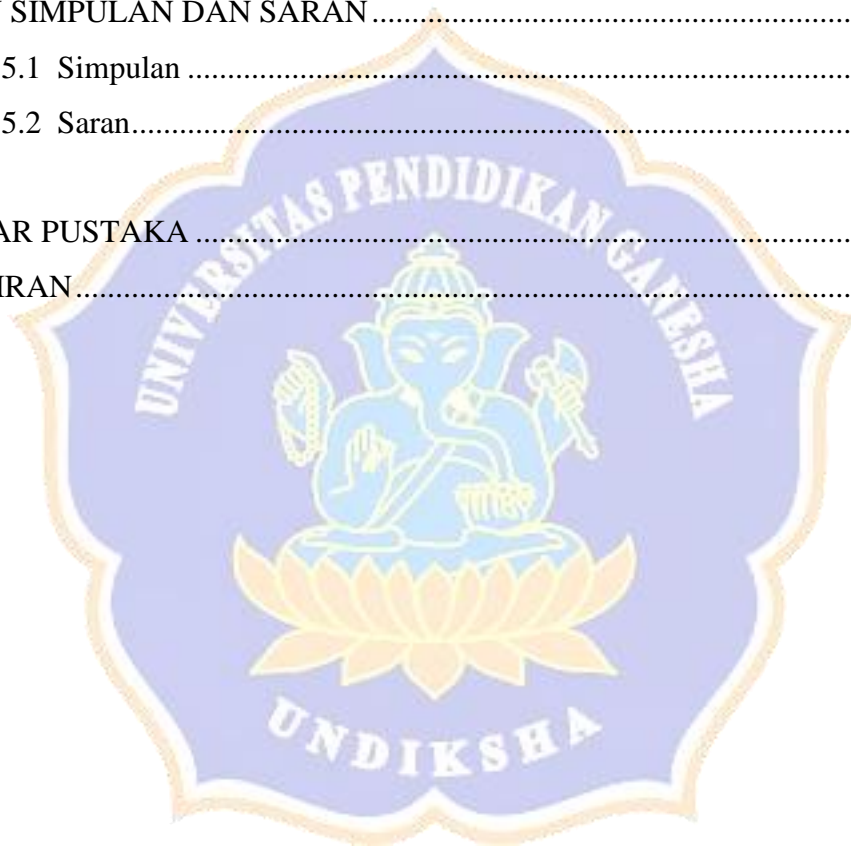 SIMPULAN DAN SARAN ................................................................
5.1 Simpulan ................................................................
5.2 Saran ................................................................
AR PUSTAKA ................................................................
IRAN ................................................................
UNIVERSITAS PENDIDIKAN GANESHA
UNDIKSHA